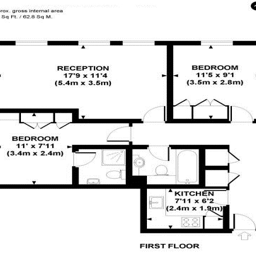 rox. gross internal area
Sq Ft. / 62.8 Sq M.
RECEPTION
17'9 x 11'4
(5.4m x 3.5m)
BEDROOM
11'5 x 9'1
(3.5m x 2.8m)
BEDROOM
11' x 7'11
(3.4m x 2.4m)
KITCHEN
7'11 x 6'2
(2.4m x 1.9m)
FIRST FLOOR